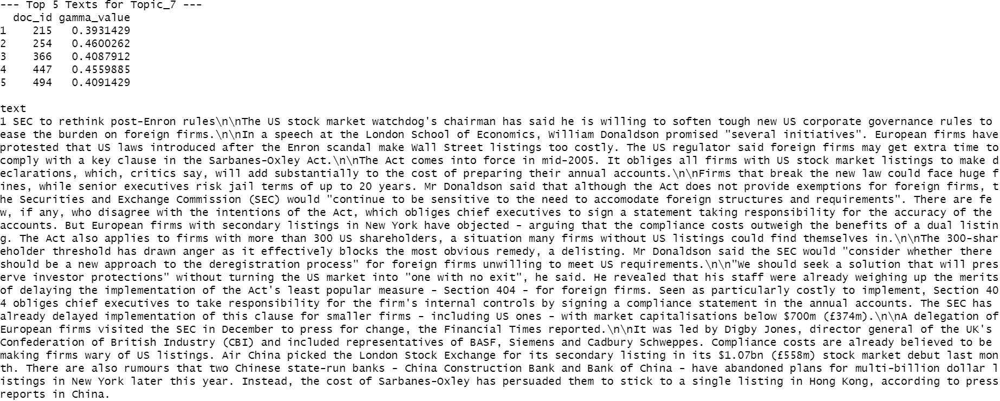 --- Top 5 Texts for Topic_7 ---
  doc_id gamma_value
1    215   0.3931429
2    254   0.4600262
3    366   0.4087912
4    447   0.4559885
5    494   0.4091429
text
1 SEC to rethink post-Enron rules\n\nThe US stock market watchdog's chairman has said he is willing to soften tough new US corporate governance rules to
ease the burden on foreign firms.\n\nIn a speech at the London School of Economics, William Donaldson promised "several initiatives". European firms have
protested that US laws introduced after the Enron scandal make Wall Street listings too costly. The US regulator said foreign firms may get extra time to
comply with a key clause in the Sarbanes-Oxley Act.\n\nThe Act comes into force in mid-2005. It obliges all firms with US stock market listings to make d
eclarations, which, critics say, will add substantially to the cost of preparing their annual accounts.\n\nFirms that break the new law could face huge f
ines, while senior executives risk jail terms of up to 20 years. Mr Donaldson said that although the Act does not provide exemptions for foreign firms, t
he Securities and Exchange Commission (SEC) would "continue to be sensitive to the need to accomodate foreign structures and requirements". There are fe
w, if any, who disagree with the intentions of the Act, which obliges chief executives to sign a statement taking responsibility for the accuracy of the
accounts. But European firms with secondary listings in New York have objected - arguing that the compliance costs outweigh the benefits of a dual listin
g. The Act also applies to firms with more than 300 US shareholders, a situation many firms without US listings could find themselves in.\n\nThe 300-shar
eholder threshold has drawn anger as it effectively blocks the most obvious remedy, a delisting. Mr Donaldson said the SEC would "consider whether there
should be a new approach to the deregistration process" for foreign firms unwilling to meet US requirements.\n\n"We should seek a solution that will pres
erve investor protections" without turning the US market into "one with no exit", he said. He revealed that his staff were already weighing up the merits
of delaying the implementation of the Act's least popular measure - Section 404 - for foreign firms. Seen as particularly costly to implement, Section 40
4 obliges chief executives to take responsibility for the firm's internal controls by signing a compliance statement in the annual accounts. The SEC has
already delayed implementation of this clause for smaller firms - including US ones - with market capitalisations below $700m (£374m).\n\nA delegation of
European firms visited the SEC in December to press for change, the Financial Times reported.\n\nIt was led by Digby Jones, director general of the UK's
Confederation of British Industry (CBI) and included representatives of BASF, Siemens and Cadbury Schweppes. Compliance costs are already believed to be
making firms wary of US listings. Air China picked the London Stock Exchange for its secondary listing in its $1.07bn (£558m) stock market debut last mon
th. There are also rumours that two Chinese state-run banks - China Construction Bank and Bank of China - have abandoned plans for multi-billion dollar l
istings in New York later this year. Instead, the cost of Sarbanes-Oxley has persuaded them to stick to a single listing in Hong Kong, according to press
reports in China.